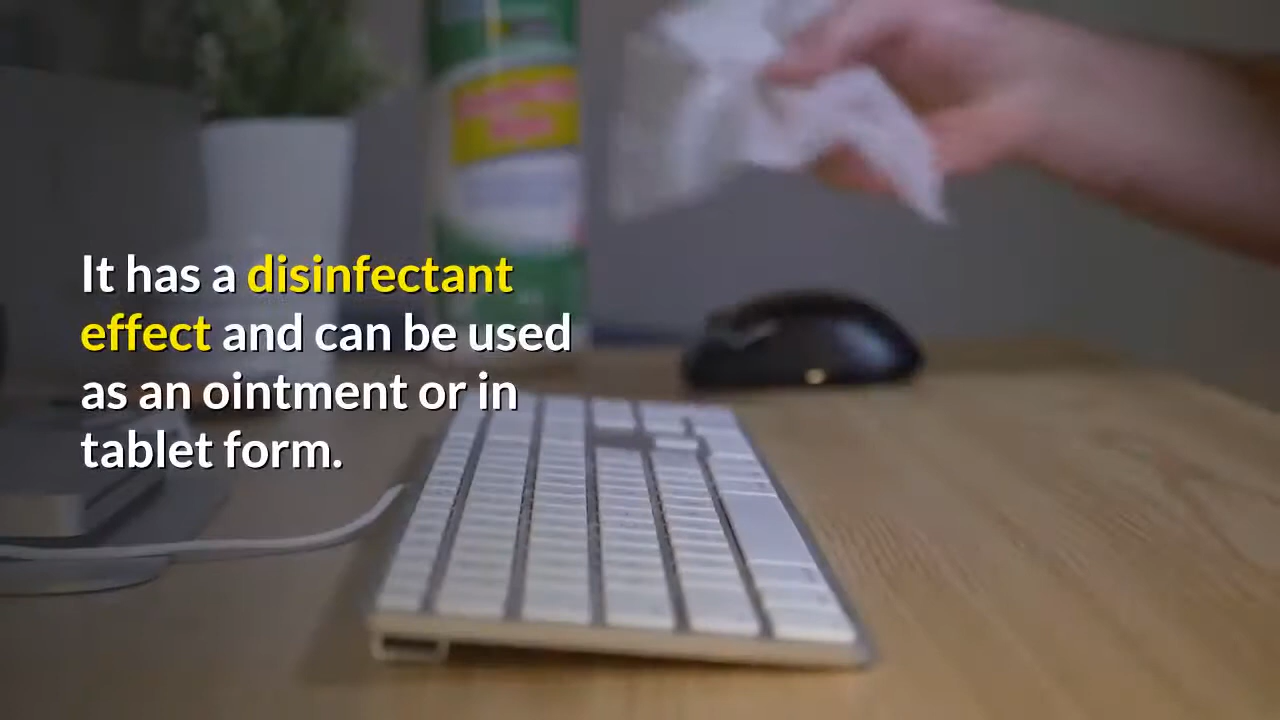 It has a disinfectant
effect and can be used
as an ointment or in
tablet form.